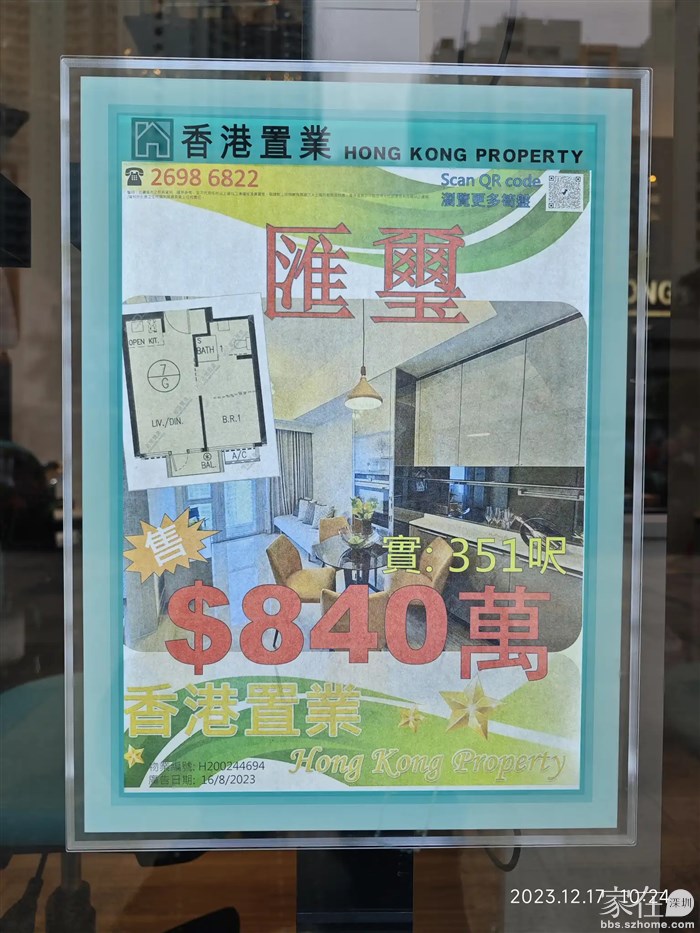 香港置業 HONG KONG PROPERTY
☎ 2698 6822
Scan QR code
瀏覽更多筍盤
匯璽
OPEN KIT.
S
BATH 1
7
G
LIV./DIN.
B.R.1
BAL.
A/C
售
實: 351呎
$840萬
香港置業
Hong Kong Property
物業編號: H200244694
廣告日期: 16/8/2023
ONG
2023.12.17 10:24
家在深圳
bbs.szhome.com